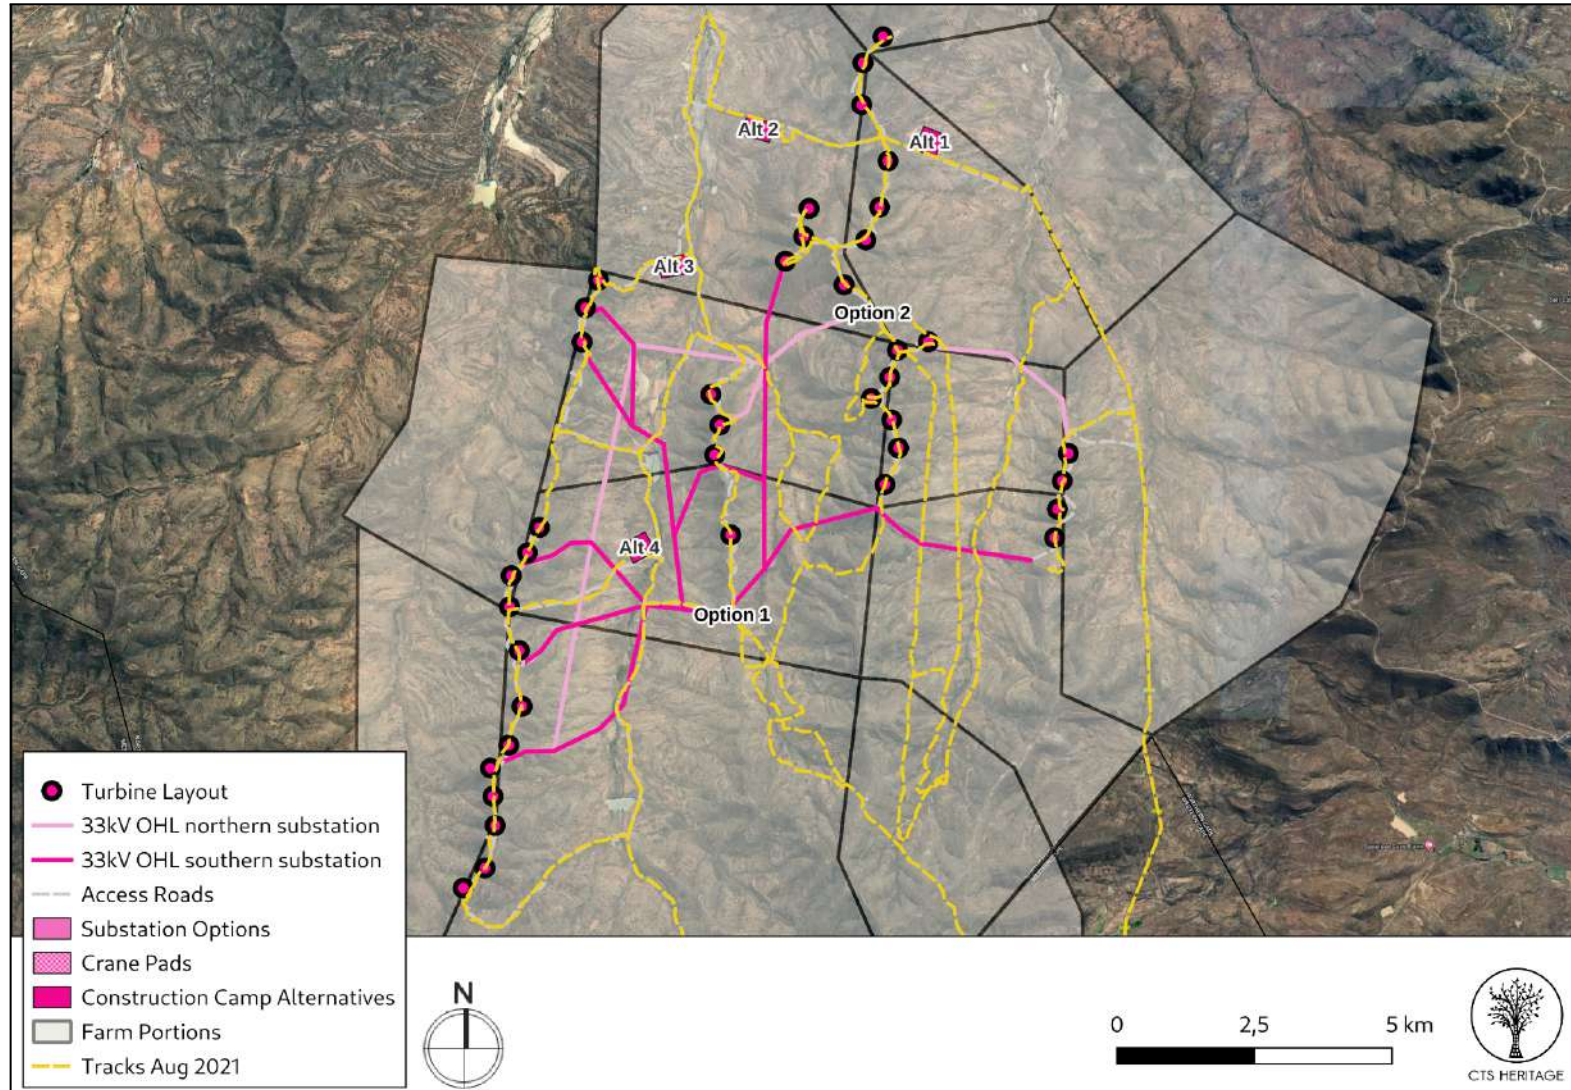 Alt 2
Alt 1
Alt 3
Option 2
Alt 4
Option 1
Turbine Layout
33kV OHL northern substation
33kV OHL southern substation
Access Roads
Substation Options
Crane Pads
Construction Camp Alternatives
Farm Portions
Tracks Aug 2021
N
0 2,5 5 km
CTS HERITAGE